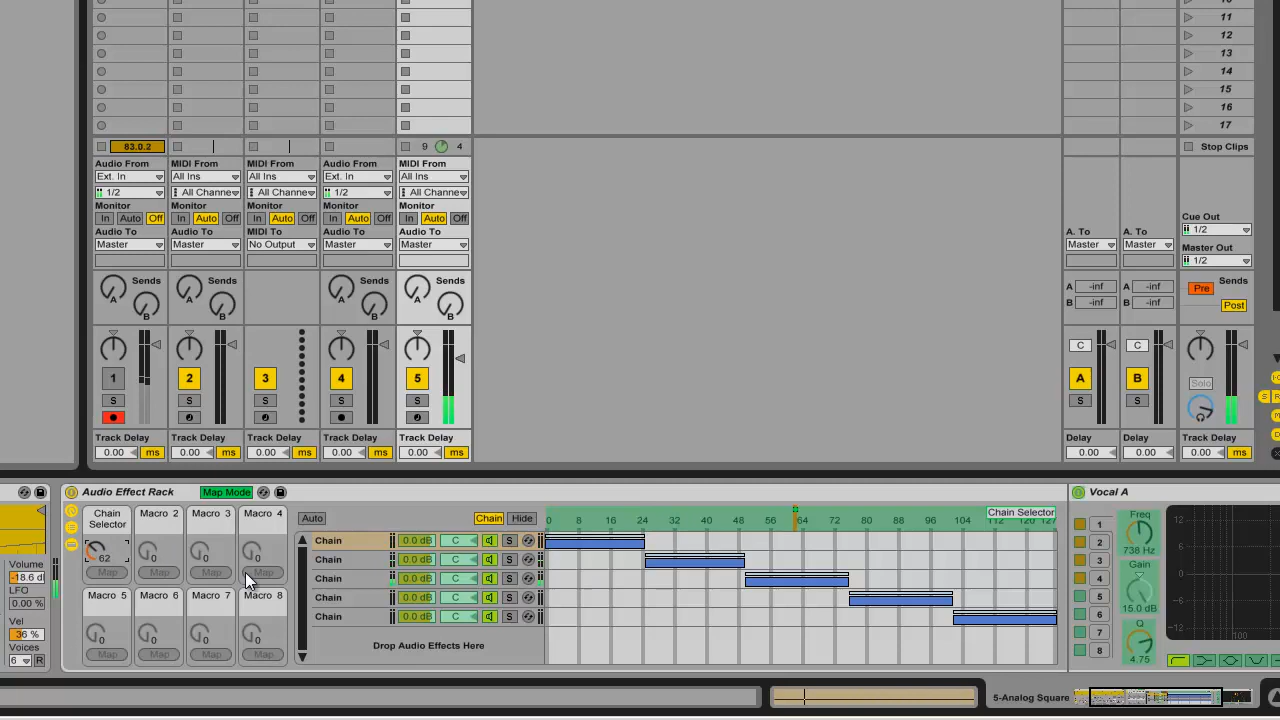 11
12
13
14
15
16
17
83.0.2
9 4
Stop Clips
Audio From MIDI From MIDI From Audio From MIDI From
Ext. In All Ins All Ins Ext. In All Ins
1/2 All Channe All Channe 1/2 All Channe
Monitor Monitor Monitor Monitor Monitor
In Auto Off In Auto Off In Auto Off In Auto Off In Auto Off
Cue Out
1/2
Audio To Audio To MIDI To Audio To Audio To A. To A. To
Master Master No Output Master Master Master Master
Master Out
1/2
Sends Sends Sends Sends Sends
A A A A
B B B B
A -inf A -inf
B -inf B -inf
Pre
Post
C C
1 2 3 4 5 A B
S S S S S S S
Solo
Track Delay Track Delay Track Delay Track Delay Track Delay Delay Delay Track Delay
0.00 ms 0.00 ms 0.00 ms 0.00 ms 0.00 ms 0.00 0.00 0.00 ms
Audio Effect Rack Map Mode
Chain Selector Macro 2 Macro 3 Macro 4
62 0 0 0
Map Map Map Map
Macro 5 Macro 6 Macro 7 Macro 8
0 0 0 0
Map Map Map Map
Volume
-18.6 d
LFO
0.00 %
Vel
36 %
Voices
6 R
Auto Chain Hide
Chain Selector
0 8 16 24 32 40 48 56 64 72 80 88 96 104 112 120 127
Chain 0.0 dB C S
Chain 0.0 dB C S
Chain 0.0 dB C S
Chain 0.0 dB C S
Chain 0.0 dB C S
Drop Audio Effects Here
Vocal A
1
2
3
4
5
6
7
8
Freq
738 Hz
Gain
15.0 d
Q
4.75
12
6
0
-6
-12
100
5-Analog Square